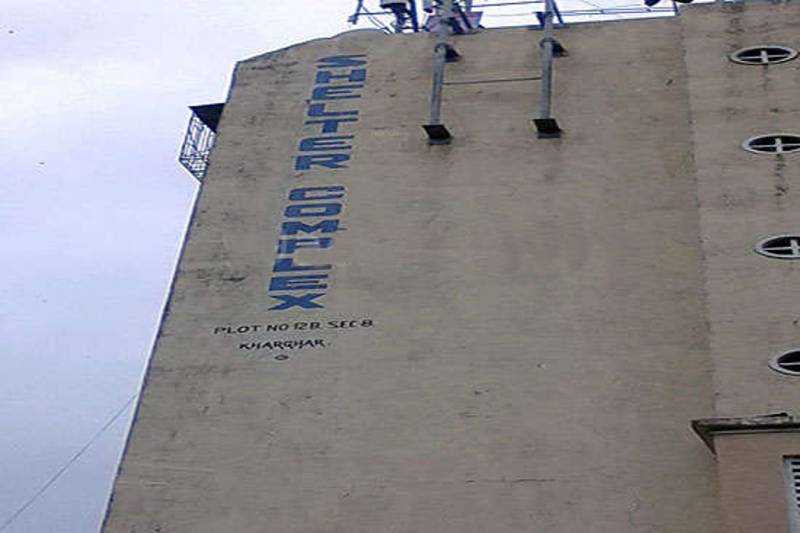 SHELTER COMPLEX
PLOT NO 12B. SEC 8
KHARGHAR.